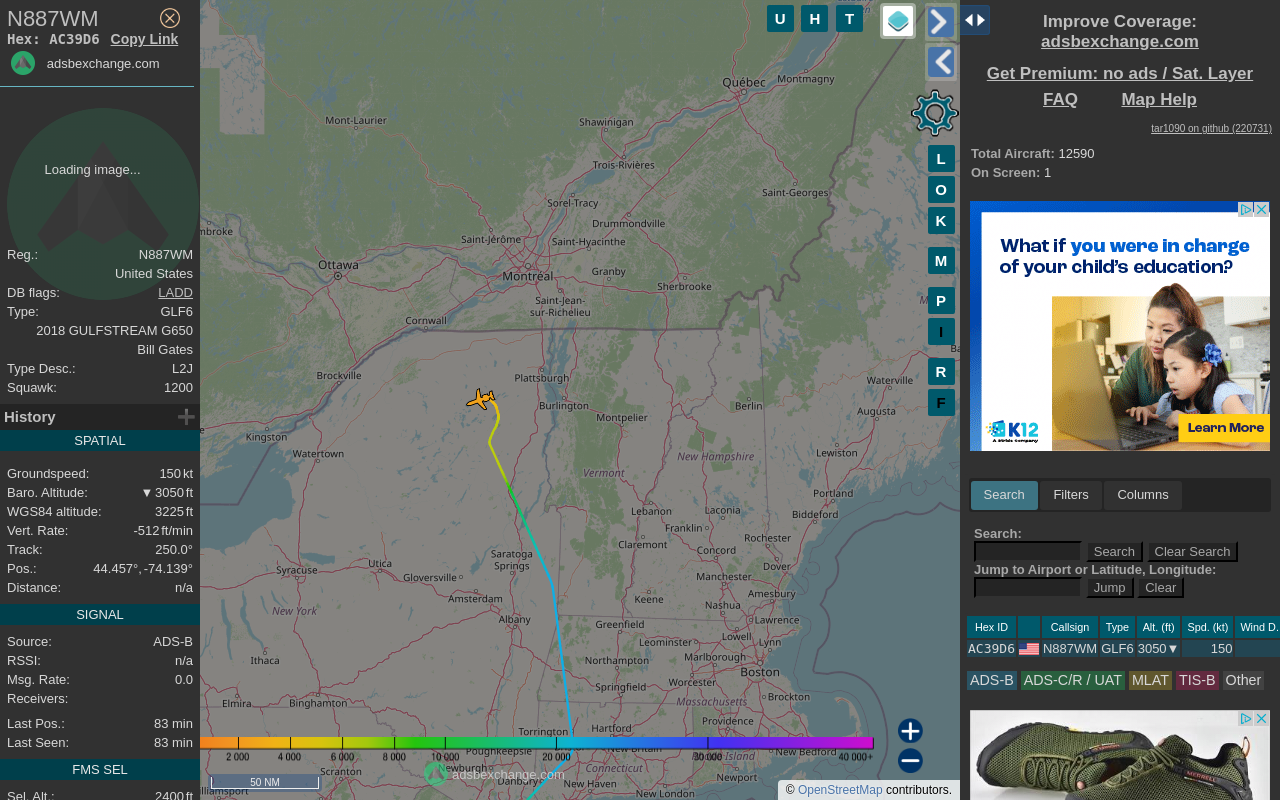 N887WM
Hex: AC39D6 Copy Link
adsbexchange.com
Loading image...
Reg.: N887WM
United States
DB flags: LADD
Type: GLF6
2018 GULFSTREAM G650
Bill Gates
Type Desc.: L2J
Squawk: 1200
History
SPATIAL
Groundspeed: 150 kt
Baro. Altitude: ▼ 3050 ft
WGS84 altitude: 3225 ft
Vert. Rate: -512 ft/min
Track: 250.0°
Pos.: 44.457°, -74.139°
Distance: n/a
SIGNAL
Source: ADS-B
RSSI: n/a
Msg. Rate: 0.0
Receivers:
Last Pos.: 83 min
Last Seen: 83 min
FMS SEL
Sel. Alt.: 2400 ft
U H T
L
O
K
M
P
I
R
F
Québec
Montmagny
Mont-Laurier
Shawinigan
Trois-Rivières
Saint-Georges
Sorel-Tracy
Drummondville
Saint-Jérôme
Saint-Hyacinthe
Ottawa
Montréal
Granby
Sherbrooke
Saint-Jean-
sur-Richelieu
Cornwall
Brockville
Plattsburgh
Burlington
Montpelier
Berlin
Waterville
Augusta
Kingston
Watertown
Lewiston
New Hampshire
Vermont
Portland
Biddeford
Lebanon
Laconia
Franklin
Rochester
Claremont
Concord
Dover
Saratoga
Springs
Syracuse
Utica
Gloversville
Manchester
Amesbury
Amsterdam
Keene
Nashua
New York
Albany
Greenfield
Lawrence
Lowell
Lynn
Ithaca
Northampton
Marlborough
Boston
Springfield
Worcester
Massachusetts
Brockton
Elmira
Binghamton
Providence
Torrington
Hartford
Poughkeepsie
New Britain
New Bedford
Island
Scranton
Newburgh
Connecticut
Newport
Danbury
New Haven
New London
2 000 4 000 6 000 8 000 10 000 20 000 30 000 40 000+
adsbexchange.com
50 NM
© OpenStreetMap contributors.
Improve Coverage:
adsbexchange.com
Get Premium: no ads / Sat. Layer
FAQ Map Help
tar1090 on github (220731)
Total Aircraft: 12590
On Screen: 1
What if you were in charge
of your child's education?
K12
A Stride Company
Learn More
Search Filters Columns
Search:
Search Clear Search
Jump to Airport or Latitude, Longitude:
Jump Clear
Hex ID Callsign Type Alt. (ft) Spd. (kt) Wind D.
AC39D6 N887WM GLF6 3050▼ 150
ADS-B ADS-C/R / UAT MLAT TIS-B Other
MERRELL